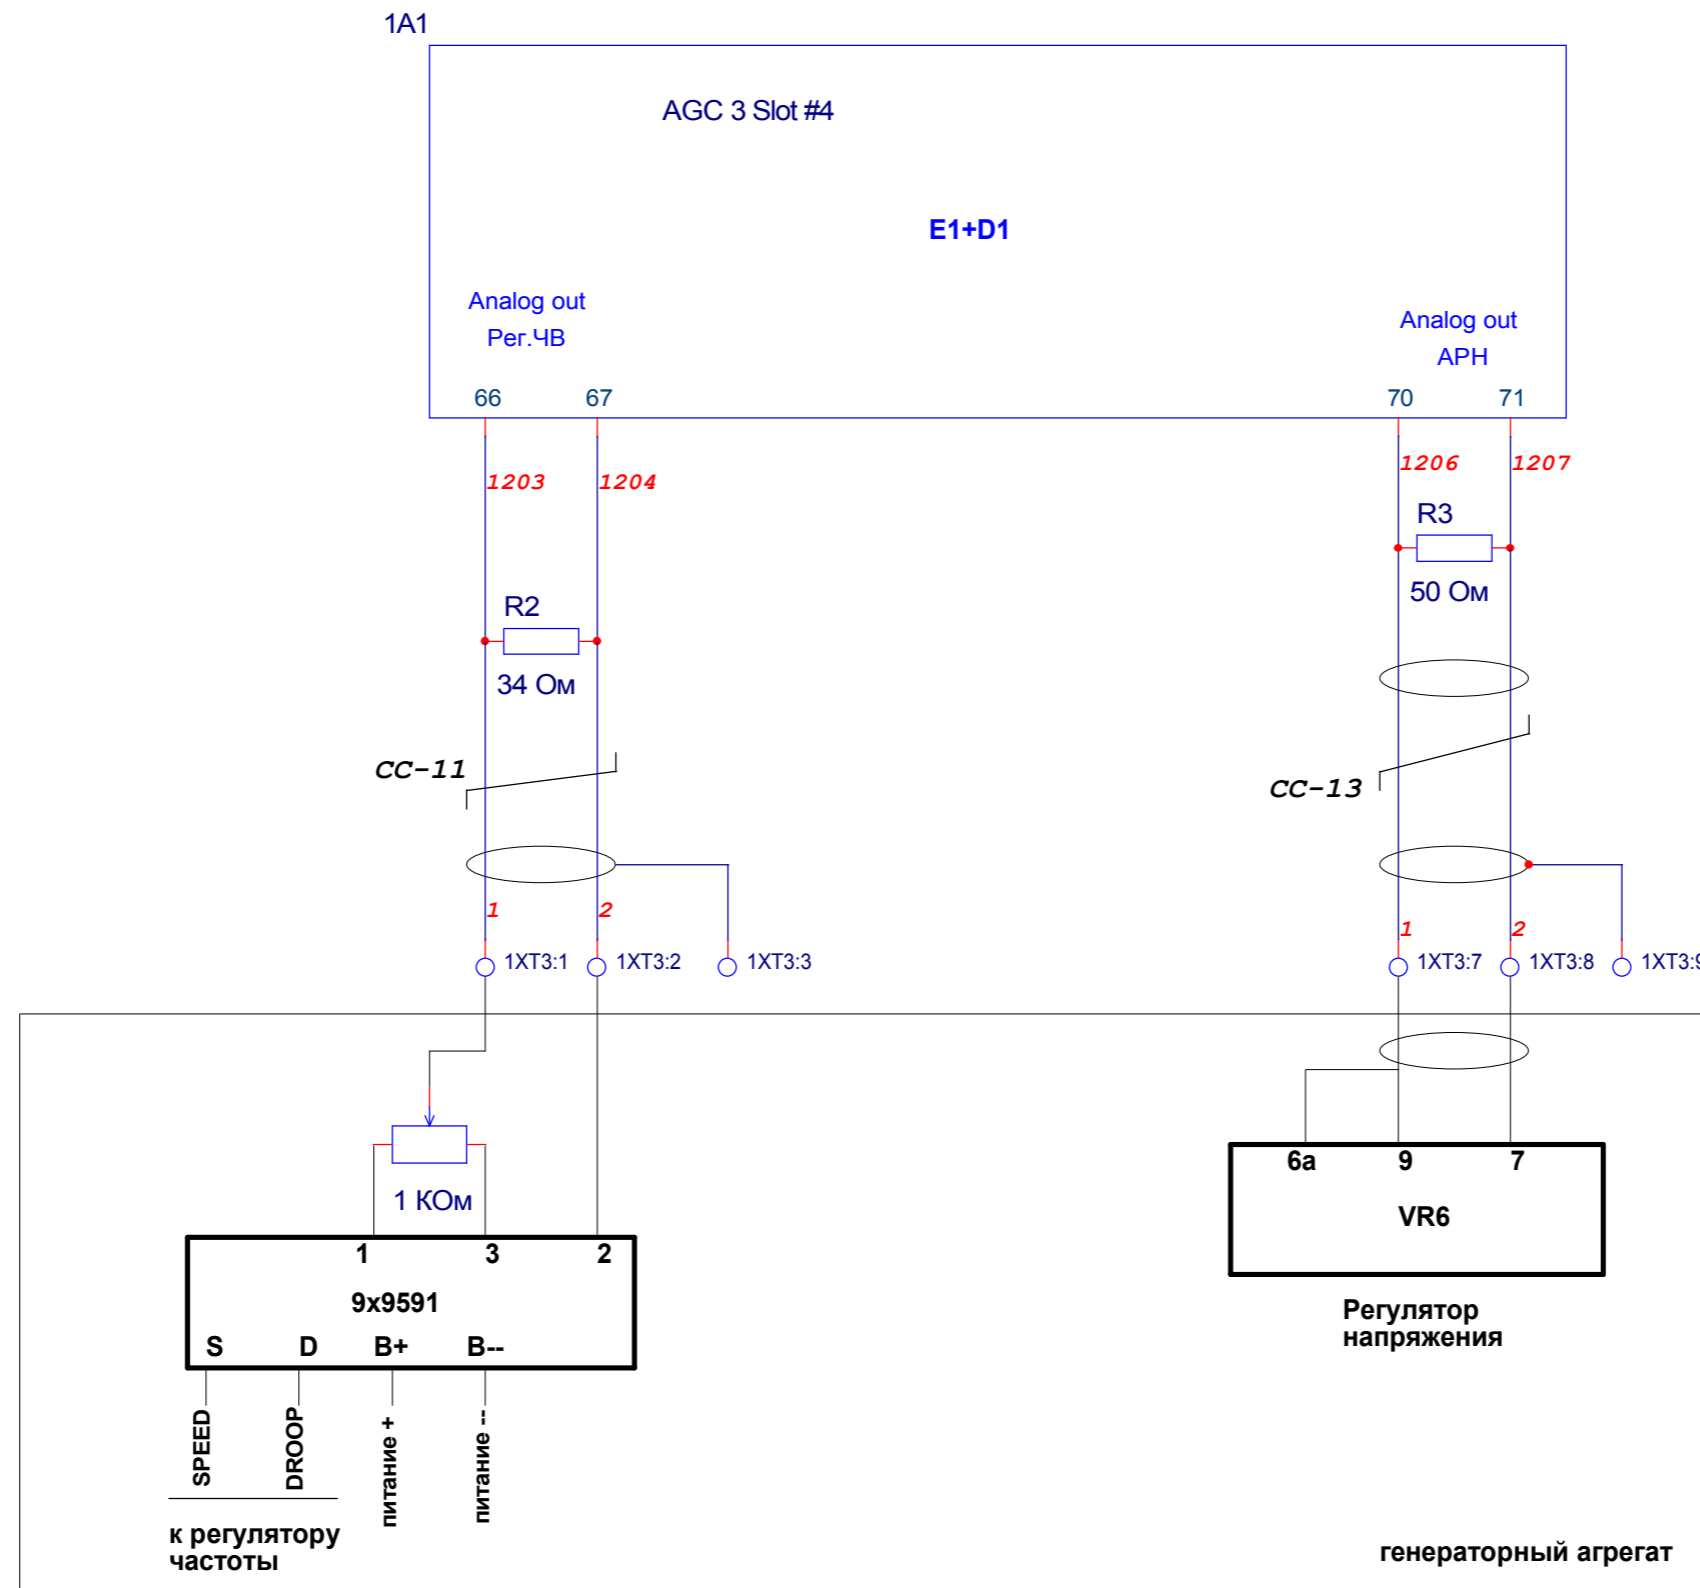 1A1
AGC 3 Slot #4
E1+D1
Analog out
Рег.ЧВ
Analog out
АРН
66
67
70
71
1203
1204
1206
1207
R2
34 Ом
R3
50 Ом
CC-11
CC-13
1
2
1
2
1XT3:1
1XT3:2
1XT3:3
1XT3:7
1XT3:8
1XT3:9
1 КОм
1
3
2
9x9591
S
D
B+
B--
SPEED
DROOP
питание +
питание --
к регулятору
частоты
6a
9
7
VR6
Регулятор
напряжения
генераторный агрегат